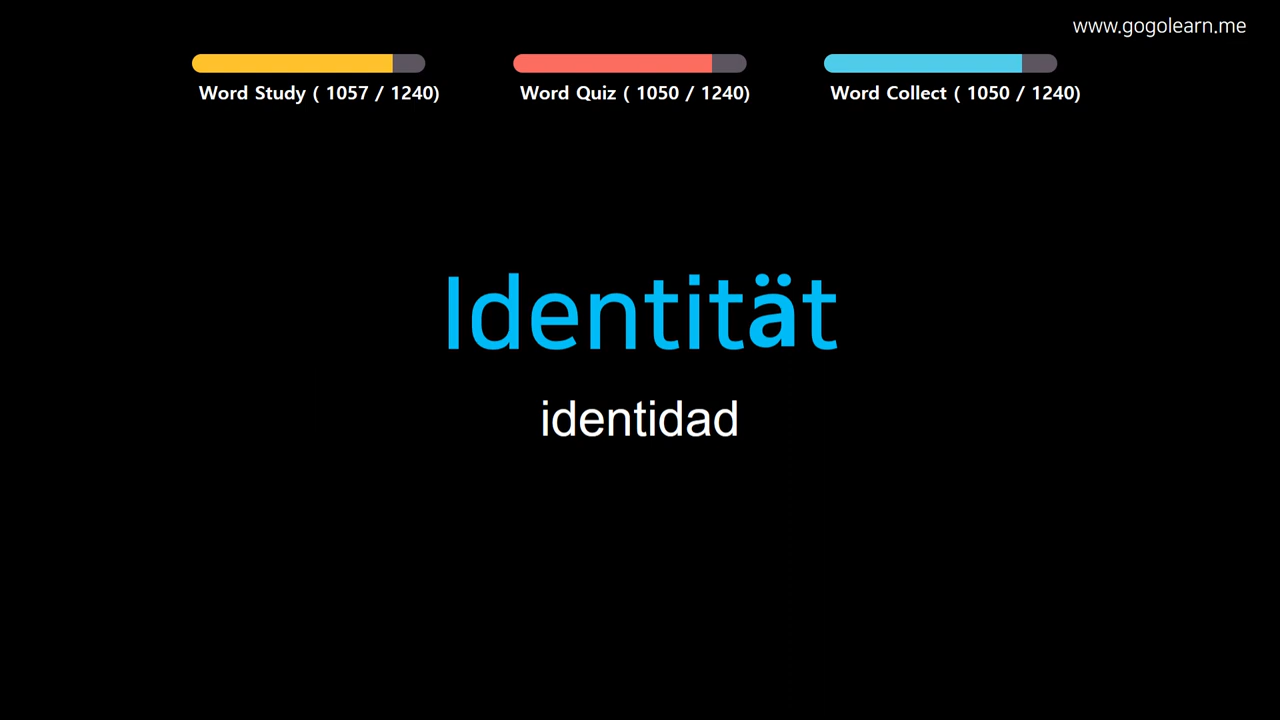 www.gogolearn.me
Word Study ( 1057 / 1240)
Word Quiz ( 1050 / 1240)
Word Collect ( 1050 / 1240)
Identität
identidad